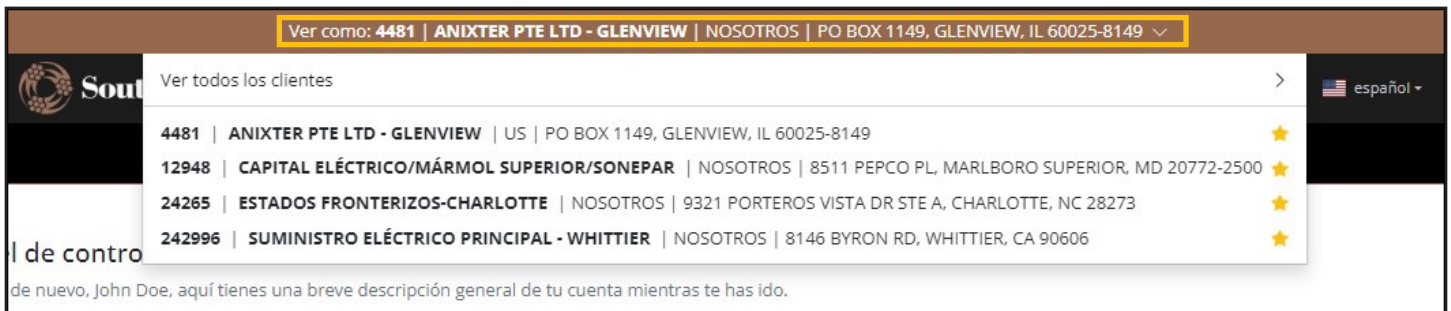 Ver como: 4481 | ANIXTER PTE LTD - GLENVIEW | NOSOTROS | PO BOX 1149, GLENVIEW, IL 60025-8149
Sout
Ver todos los clientes
español
4481 | ANIXTER PTE LTD - GLENVIEW | US | PO BOX 1149, GLENVIEW, IL 60025-8149
12948 | CAPITAL ELÉCTRICO/MÁRMOL SUPERIOR/SONEPAR | NOSOTROS | 8511 PEPCO PL, MARLBORO SUPERIOR, MD 20772-2500
24265 | ESTADOS FRONTERIZOS-CHARLOTTE | NOSOTROS | 9321 PORTEROS VISTA DR STE A, CHARLOTTE, NC 28273
242996 | SUMINISTRO ELÉCTRICO PRINCIPAL - WHITTIER | NOSOTROS | 8146 BYRON RD, WHITTIER, CA 90606
l de contro
de nuevo, John Doe, aquí tienes una breve descripción general de tu cuenta mientras te has ido.